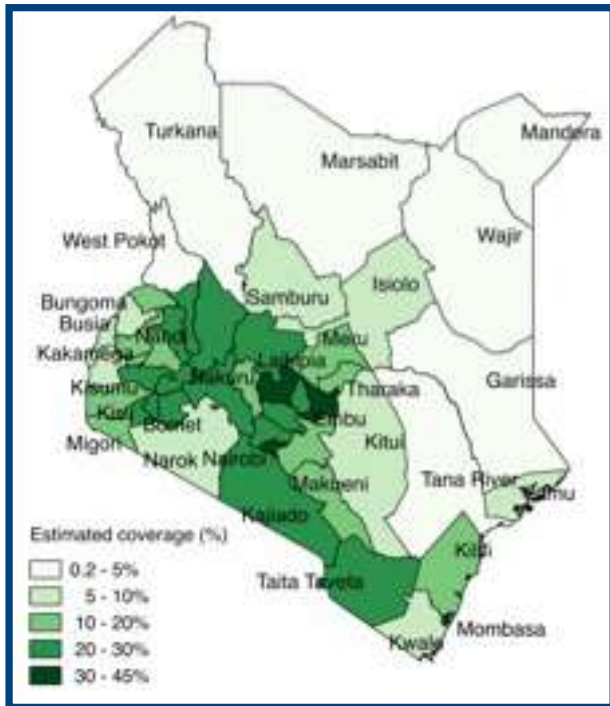 Turkana
Mandera
Marsabit
West Pokot
Wajir
Samburu
Isiolo
Bungoma
Busia
Nandi
Meru
Kakamega
Laikipia
Kisumu
Nakuru
Tharaka
Garissa
Kisii
Embu
Bomet
Migori
Kitui
Narok
Nairobi
Tana River
Makueni
Lamu
Kajiado
Estimated coverage (%)
Kilifi
0.2 - 5%
Taita Taveta
5 - 10%
10 - 20%
Mombasa
Kwale
20 - 30%
30 - 45%